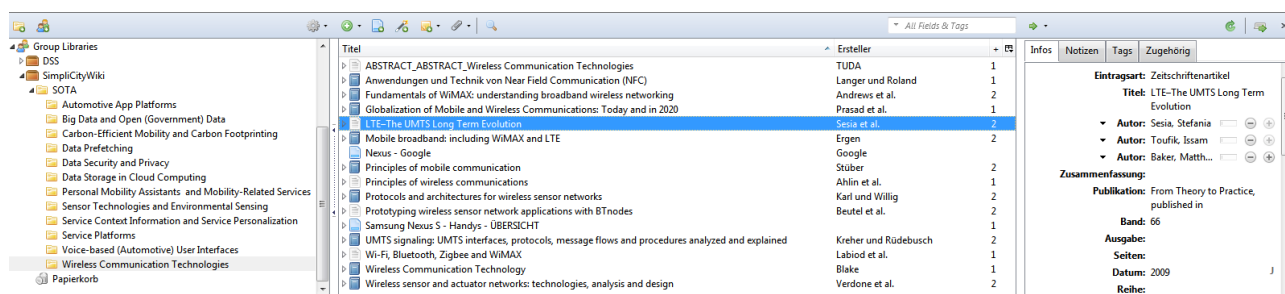 All Fields & Tags
Group Libraries
DSS
SimpliCityWiki
SOTA
Automotive App Platforms
Big Data and Open (Government) Data
Carbon-Efficient Mobility and Carbon Footprinting
Data Prefetching
Data Security and Privacy
Data Storage in Cloud Computing
Personal Mobility Assistants and Mobility-Related Services
Sensor Technologies and Environmental Sensing
Service Context Information and Service Personalization
Service Platforms
Voice-based (Automotive) User Interfaces
Wireless Communication Technologies
Papierkorb
Titel Ersteller +
ABSTRACT_ABSTRACT_Wireless Communication Technologies TUDA 1
Anwendungen und Technik von Near Field Communication (NFC) Langer und Roland 1
Fundamentals of WiMAX: understanding broadband wireless networking Andrews et al. 2
Globalization of Mobile and Wireless Communications: Today and in 2020 Prasad et al. 1
LTE–The UMTS Long Term Evolution Sesia et al. 2
Mobile broadband: including WiMAX and LTE Ergen 2
Nexus - Google Google
Principles of mobile communication Stüber 2
Principles of wireless communications Ahlin et al. 1
Protocols and architectures for wireless sensor networks Karl und Willig 2
Prototyping wireless sensor network applications with BTnodes Beutel et al. 2
Samsung Nexus S - Handys - ÜBERSICHT 1
UMTS signaling: UMTS interfaces, protocols, message flows and procedures analyzed and explained Kreher und Rüdebusch 2
Wi-Fi, Bluetooth, Zigbee and WiMAX Labiod et al. 1
Wireless Communication Technology Blake 1
Wireless sensor and actuator networks: technologies, analysis and design Verdone et al. 2
Infos Notizen Tags Zugehörig
Eintragsart: Zeitschriftenartikel
Titel: LTE–The UMTS Long Term
Evolution
Autor: Sesia, Stefania
Autor: Toufik, Issam
Autor: Baker, Matth...
Zusammenfassung:
Publikation: From Theory to Practice,
published in
Band: 66
Ausgabe:
Seiten:
Datum: 2009 J
Reihe: